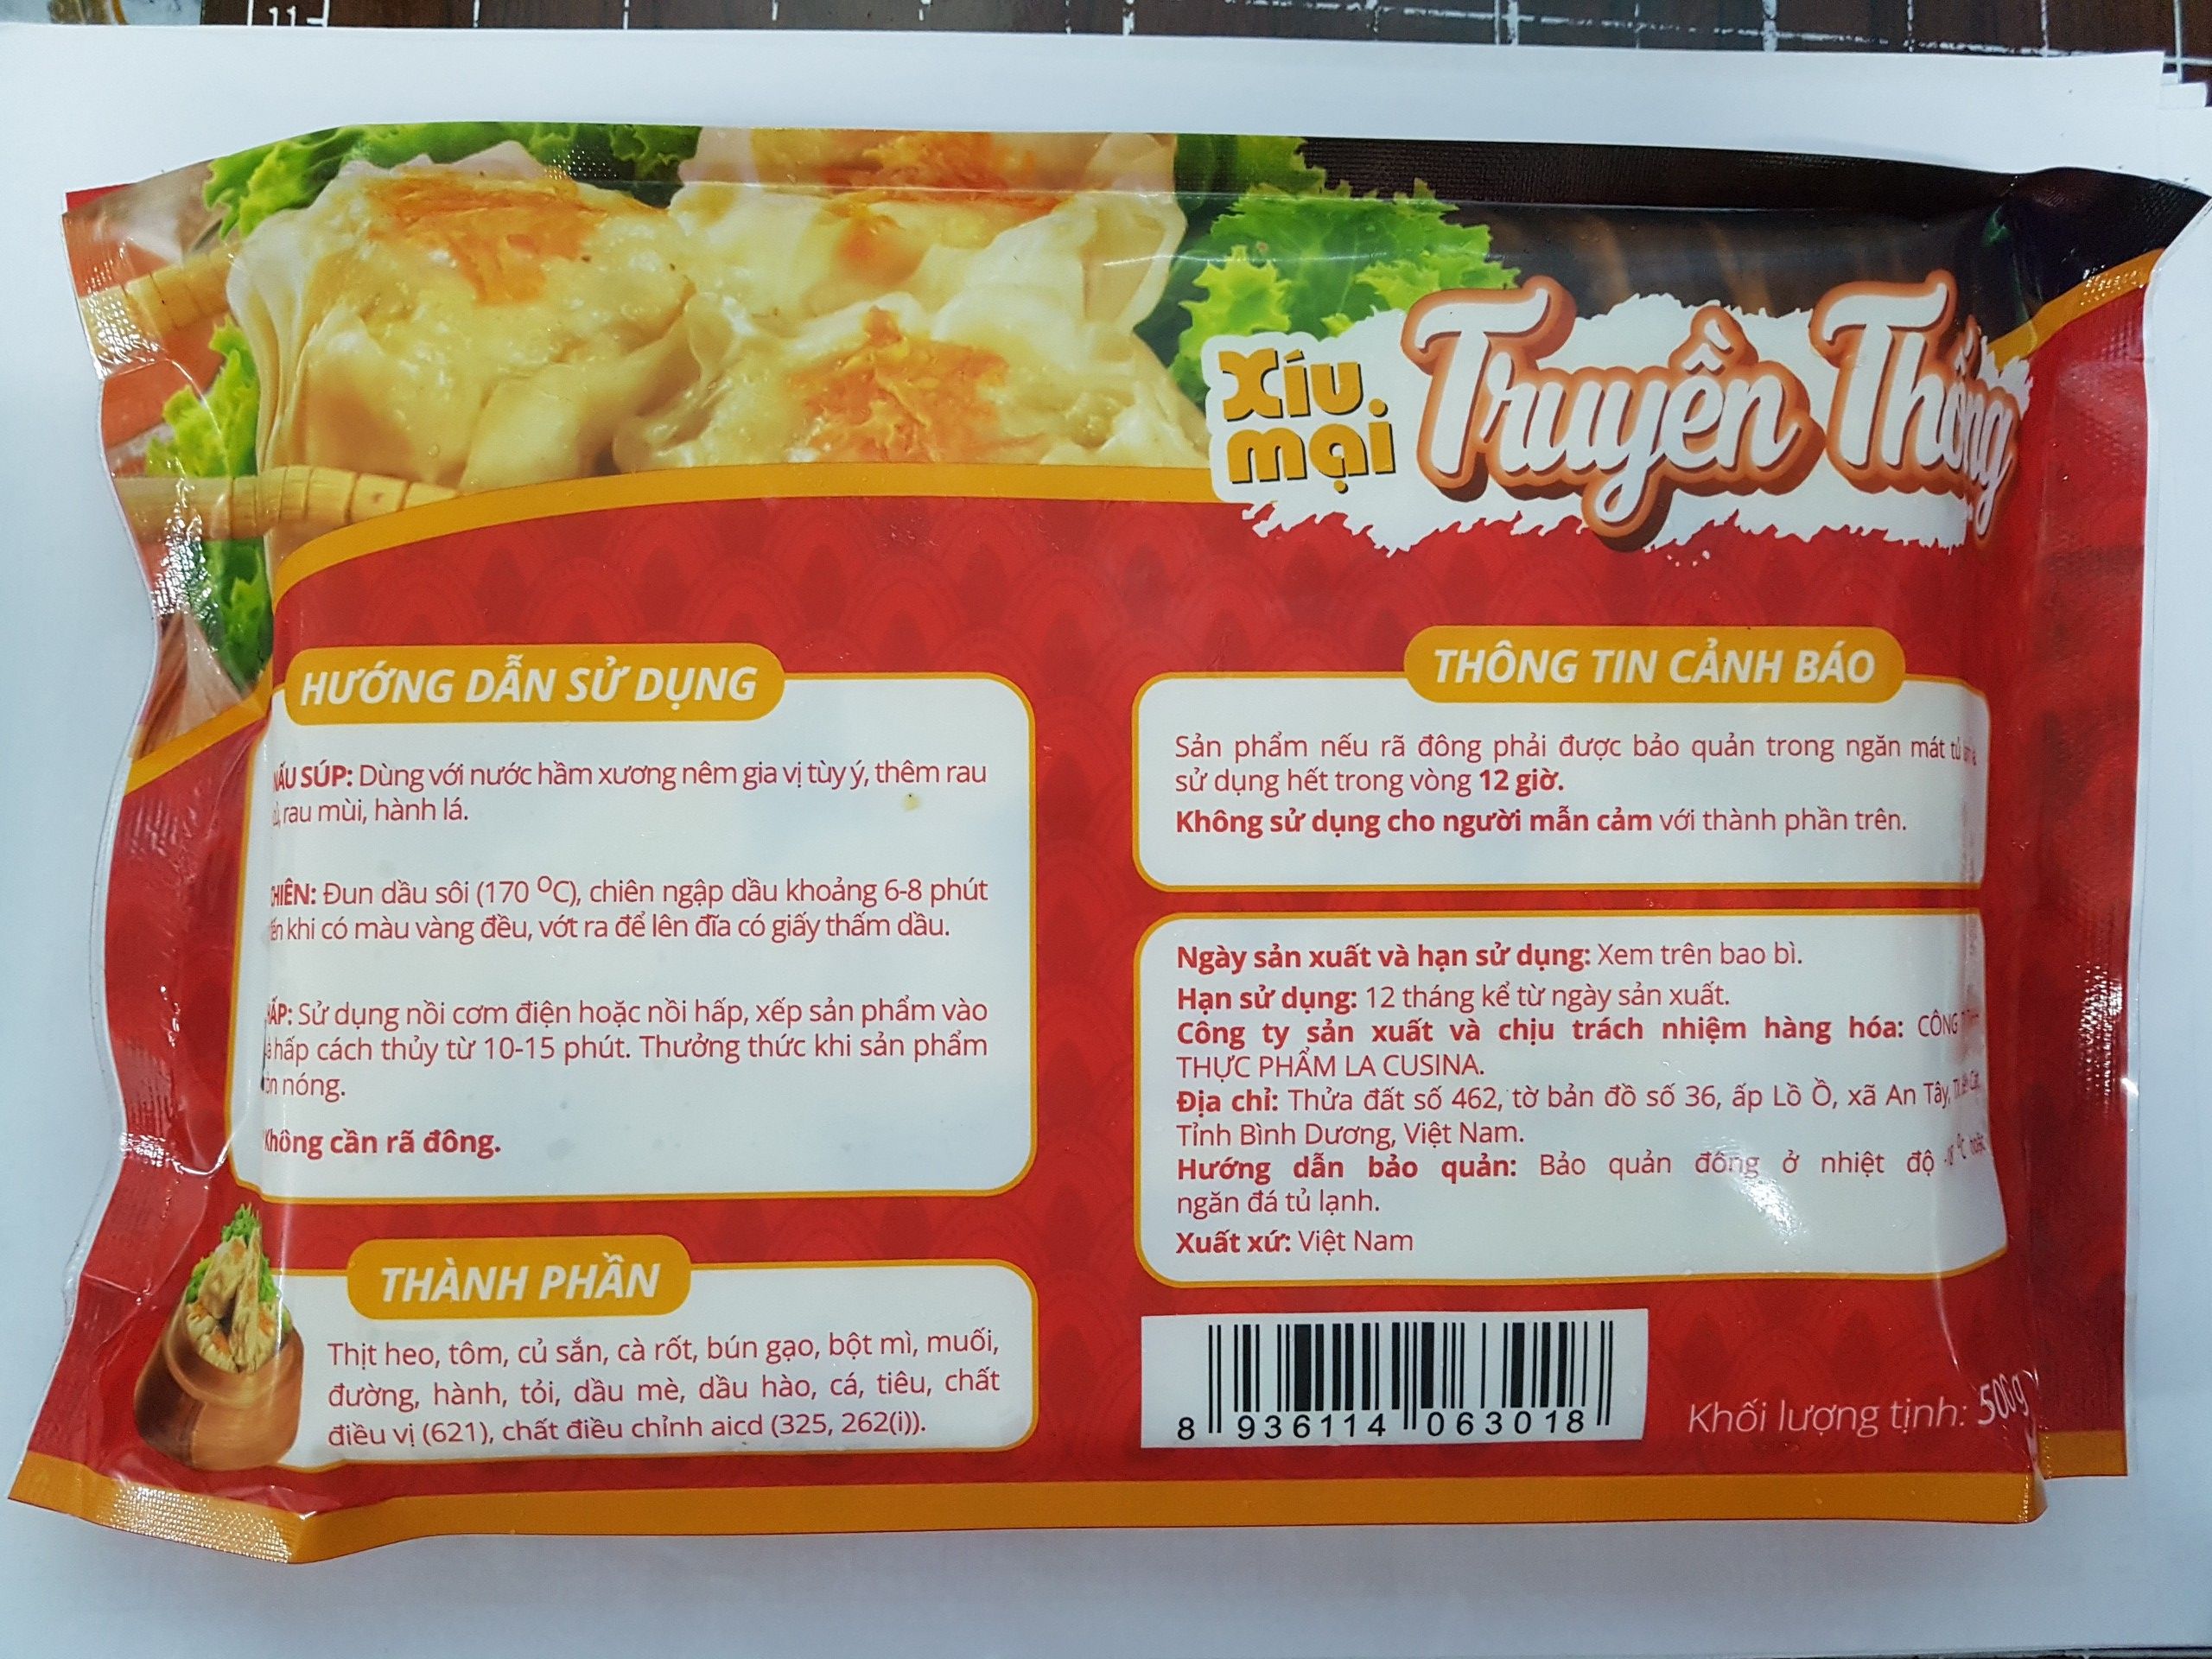 Xíu
mại
Truyền Thống
HƯỚNG DẪN SỬ DỤNG
SÚP: Dùng với nước hầm xương nêm gia vị tùy ý, thêm rau
rau mùi, hành lá.
Đun dầu sôi (170 ⁰C), chiên ngập dầu khoảng 6-8 phút
khi có màu vàng đều, vớt ra để lên đĩa có giấy thấm dầu.
Sử dụng nồi cơm điện hoặc nồi hấp, xếp sản phẩm vào
hấp cách thủy từ 10-15 phút. Thưởng thức khi sản phẩm
nóng.
Không cần rã đông.
THÀNH PHẦN
Thịt heo, tôm, củ sắn, cà rốt, bún gạo, bột mì, muối,
đường, hành, tỏi, dầu mè, dầu hào, cá, tiêu, chất
điều vị (621), chất điều chỉnh aicd (325, 262(i)).
THÔNG TIN CẢNH BÁO
Sản phẩm nếu rã đông phải được bảo quản trong ngăn mát
sử dụng hết trong vòng 12 giờ.
Không sử dụng cho người mẫn cảm với thành phần trên.
Ngày sản xuất và hạn sử dụng: Xem trên bao bì.
Hạn sử dụng: 12 tháng kể từ ngày sản xuất.
Công ty sản xuất và chịu trách nhiệm hàng hóa: CÔNG
THỰC PHẨM LA CUSINA.
Địa chỉ: Thửa đất số 462, tờ bản đồ số 36, ấp Lồ Ồ, xã An Tây,
Tỉnh Bình Dương, Việt Nam.
Hướng dẫn bảo quản: Bảo quản đông ở nhiệt độ
ngăn đá tủ lạnh.
Xuất xứ: Việt Nam
8 936114 063018
Khối lượng tịnh: 500g